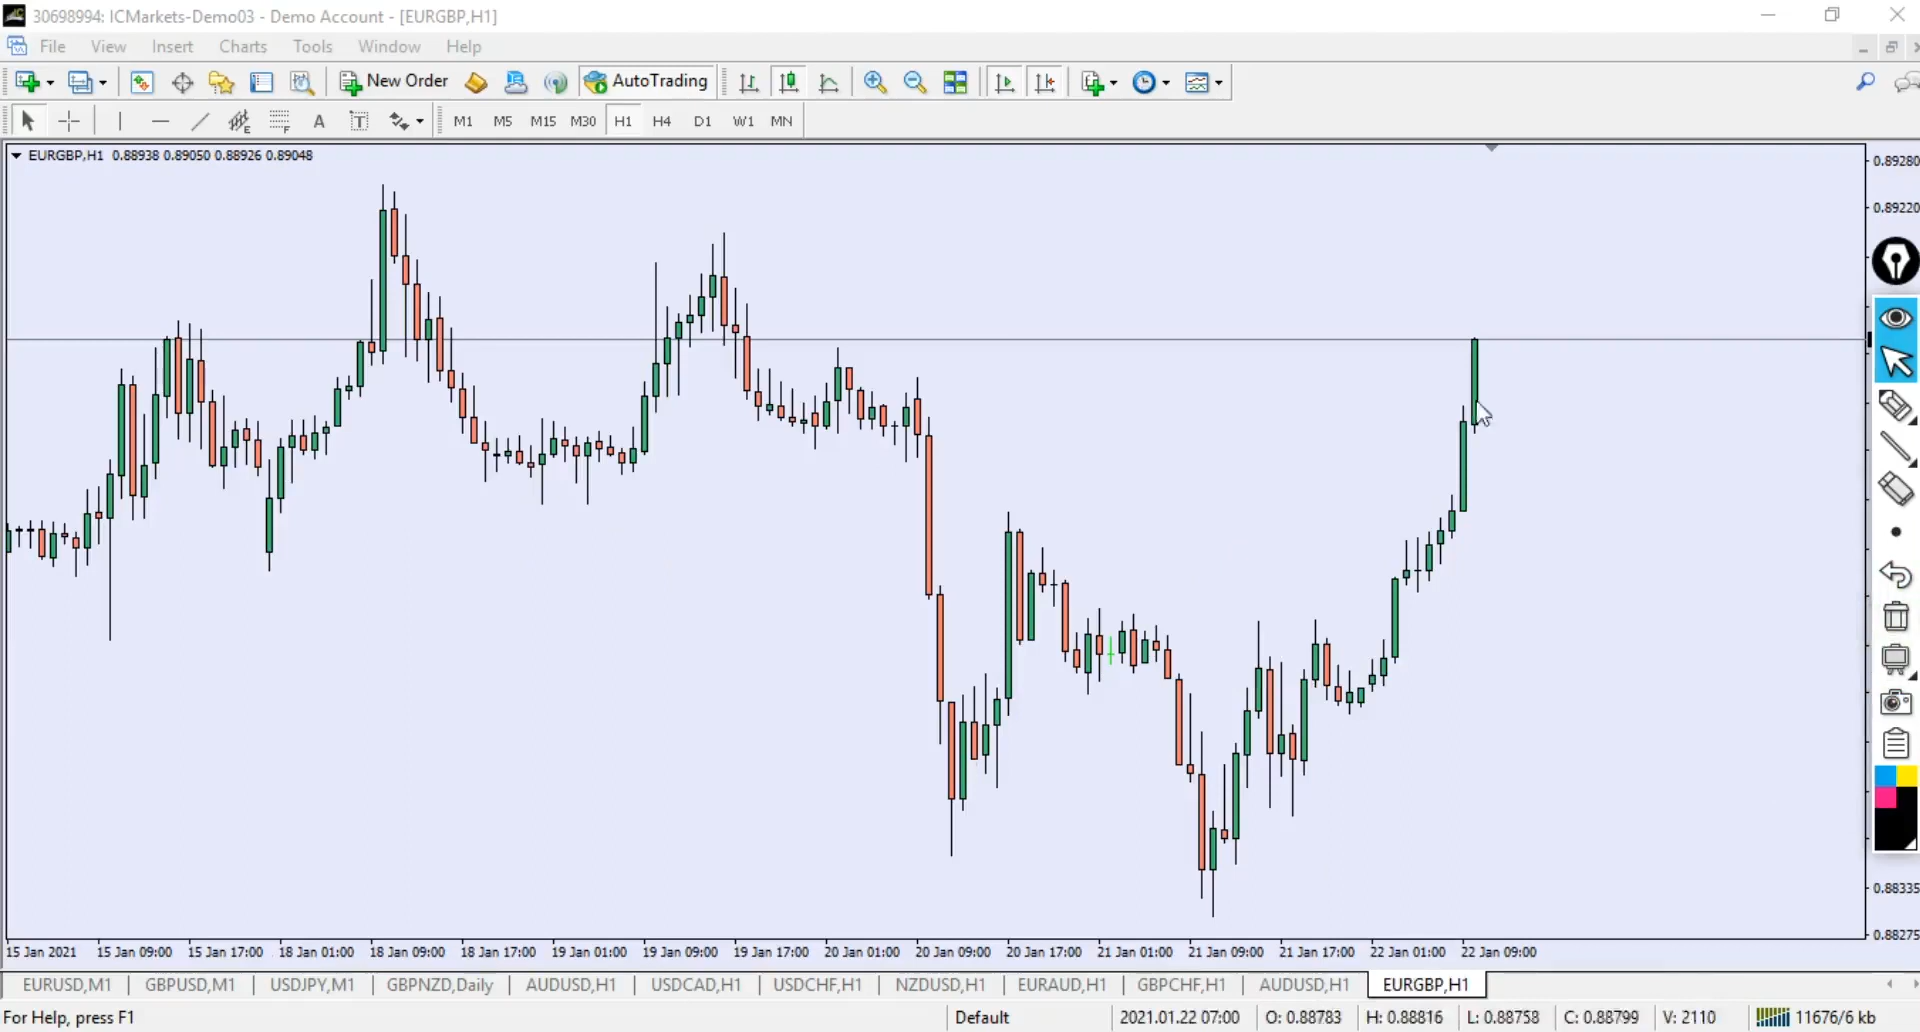 30698994: ICMarkets-Demo03 - Demo Account - [EURGBP,H1]
File View Insert Charts Tools Window Help
New Order AutoTrading
A T M1 M5 M15 M30 H1 H4 D1 W1 MN
EURGBP,H1 0.88938 0.89050 0.88926 0.89048
0.89280
0.89220
0.88335
0.88275
15 Jan 2021 15 Jan 09:00 15 Jan 17:00 18 Jan 01:00 18 Jan 09:00 18 Jan 17:00 19 Jan 01:00 19 Jan 09:00 19 Jan 17:00 20 Jan 01:00 20 Jan 09:00 20 Jan 17:00 21 Jan 01:00 21 Jan 09:00 21 Jan 17:00 22 Jan 01:00 22 Jan 09:00
EURUSD,M1 GBPUSD,M1 USDJPY,M1 GBPNZD,Daily AUDUSD,H1 USDCAD,H1 USDCHF,H1 NZDUSD,H1 EURAUD,H1 GBPCHF,H1 AUDUSD,H1 EURGBP,H1
For Help, press F1 Default 2021.01.22 07:00 O: 0.88783 H: 0.88816 L: 0.88758 C: 0.88799 V: 2110 11676/6 kb